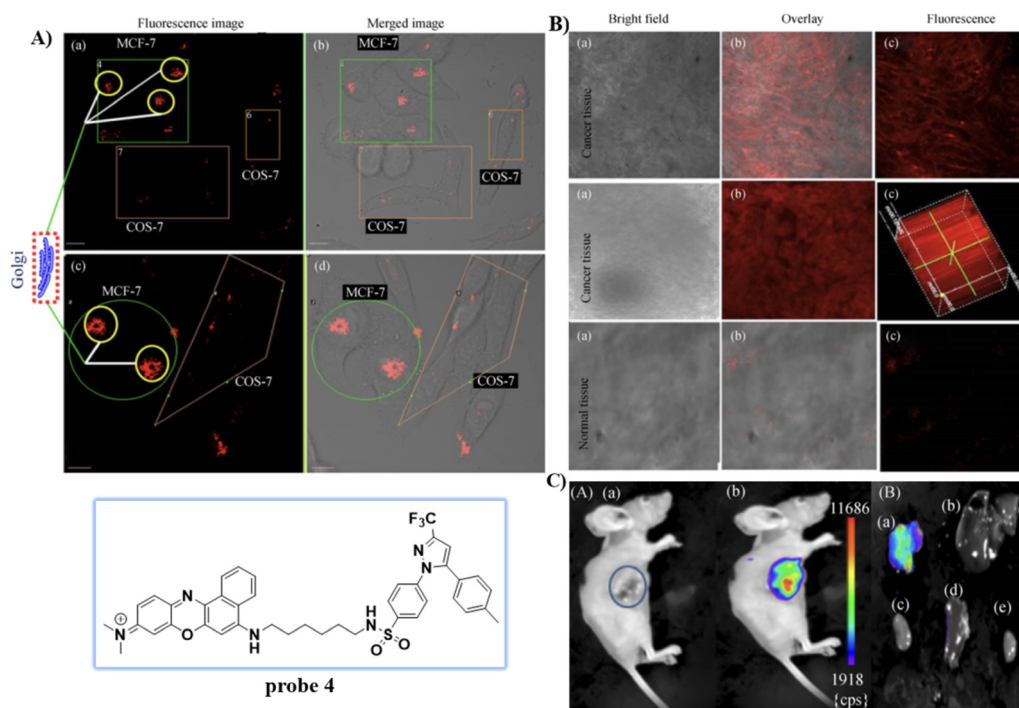 A)
Fluorescence image
Merged image
(a)
MCF-7
4
6
7
COS-7
COS-7
(b)
MCF-7
COS-7
COS-7
Golgi
(c)
MCF-7
COS-7
(d)
MCF-7
COS-7
B)
Bright field
Overlay
Fluorescence
(a)
(b)
(c)
Cancer tissue
(a)
(b)
(c)
Cancer tissue
(a)
(b)
(c)
Normal tissue
C)
(A)
(a)
(b)
11686
1918
{cps}
(B)
(a)
(b)
(c)
(d)
(e)
F3C
N
N
N
O
N
+
NH
H
N
S
O
O
probe 4